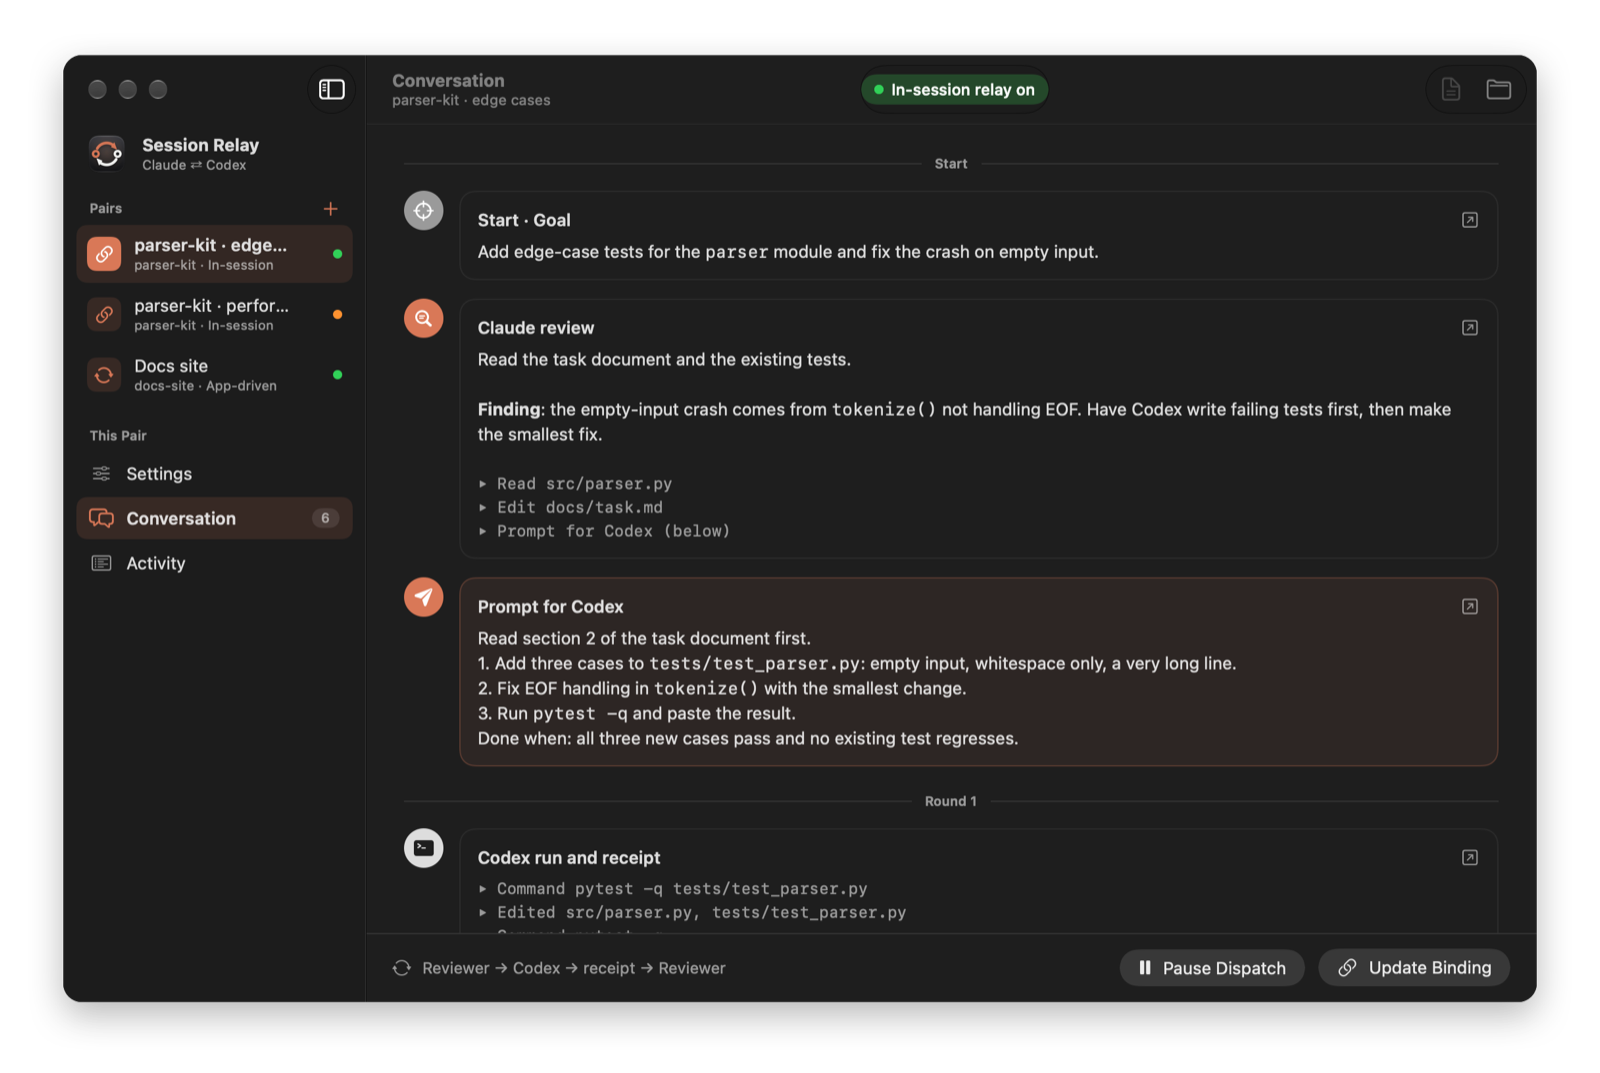 Session Relay
Claude ⇄ Codex
Pairs
parser-kit · edge...
parser-kit · In-session
parser-kit · perfor...
parser-kit · In-session
Docs site
docs-site · App-driven
This Pair
Settings
Conversation 6
Activity
Conversation
parser-kit · edge cases
In-session relay on
Start
Start · Goal
Add edge-case tests for the parser module and fix the crash on empty input.
Claude review
Read the task document and the existing tests.
Finding: the empty-input crash comes from tokenize() not handling EOF. Have Codex write failing tests first, then make
the smallest fix.
▸ Read src/parser.py
▸ Edit docs/task.md
▸ Prompt for Codex (below)
Prompt for Codex
Read section 2 of the task document first.
1. Add three cases to tests/test_parser.py: empty input, whitespace only, a very long line.
2. Fix EOF handling in tokenize() with the smallest change.
3. Run pytest -q and paste the result.
Done when: all three new cases pass and no existing test regresses.
Round 1
Codex run and receipt
▸ Command pytest -q tests/test_parser.py
▸ Edited src/parser.py, tests/test_parser.py
Reviewer → Codex → receipt → Reviewer
Pause Dispatch
Update Binding